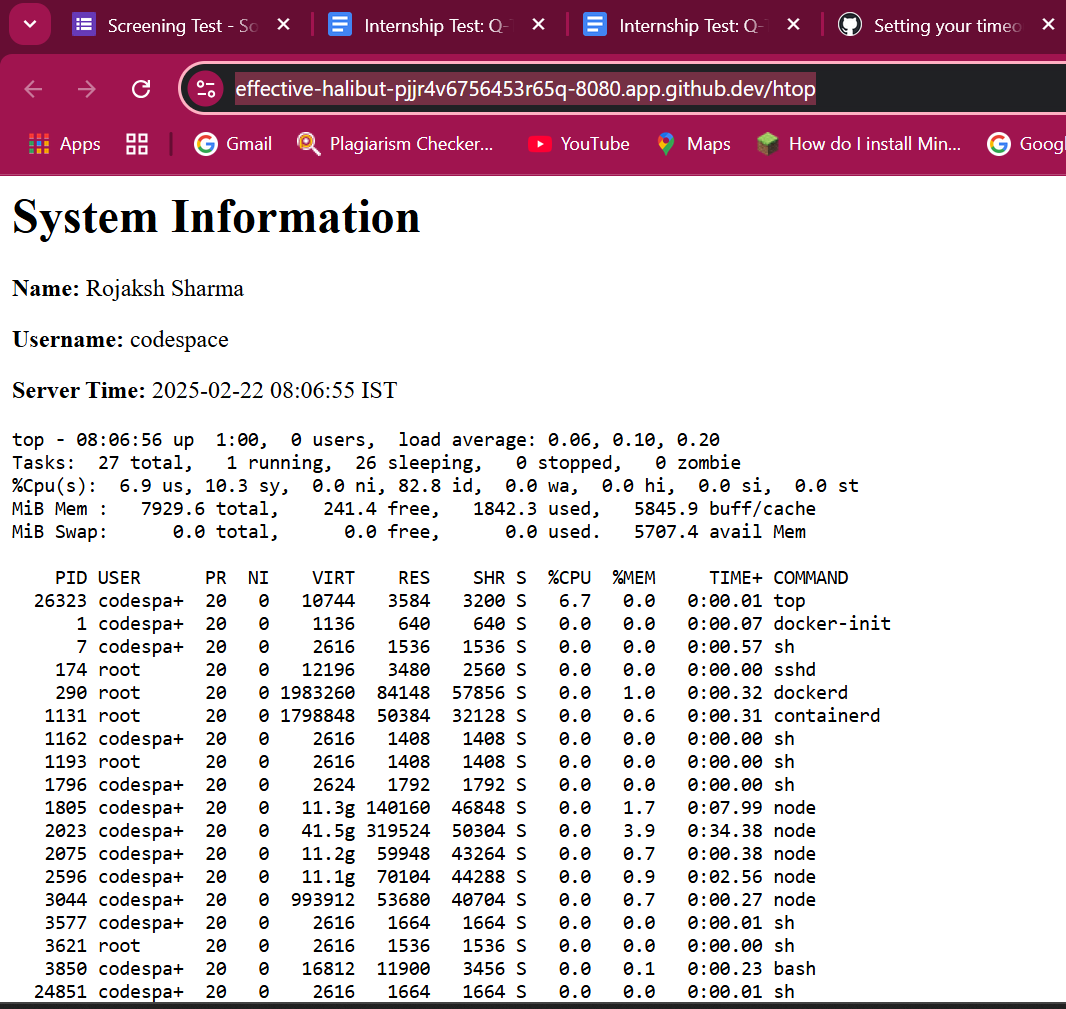 Screening Test - So
Internship Test: Q-
Internship Test: Q-
Setting your timeo
effective-halibut-pjjr4v6756453r65q-8080.app.github.dev/htop
Apps Gmail Plagiarism Checker... YouTube Maps How do I install Min... Googl
System Information
Name: Rojaksh Sharma
Username: codespace
Server Time: 2025-02-22 08:06:55 IST
top - 08:06:56 up  1:00,  0 users,  load average: 0.06, 0.10, 0.20
Tasks:  27 total,   1 running,  26 sleeping,   0 stopped,   0 zombie
%Cpu(s):  6.9 us, 10.3 sy,  0.0 ni, 82.8 id,  0.0 wa,  0.0 hi,  0.0 si,  0.0 st
MiB Mem :   7929.6 total,    241.4 free,   1842.3 used,   5845.9 buff/cache
MiB Swap:      0.0 total,      0.0 free,      0.0 used.   5707.4 avail Mem
PID USER      PR  NI    VIRT    RES    SHR S  %CPU  %MEM     TIME+ COMMAND
26323 codespa+  20   0   10744   3584   3200 S   6.7   0.0   0:00.01 top
1 codespa+  20   0    1136    640    640 S   0.0   0.0   0:00.07 docker-init
7 codespa+  20   0    2616   1536   1536 S   0.0   0.0   0:00.57 sh
174 root      20   0   12196   3480   2560 S   0.0   0.0   0:00.00 sshd
290 root      20   0 1983260  84148  57856 S   0.0   1.0   0:00.32 dockerd
1131 root      20   0 1798848  50384  32128 S   0.0   0.6   0:00.31 containerd
1162 codespa+  20   0    2616   1408   1408 S   0.0   0.0   0:00.00 sh
1193 root      20   0    2616   1408   1408 S   0.0   0.0   0:00.00 sh
1796 codespa+  20   0    2624   1792   1792 S   0.0   0.0   0:00.00 sh
1805 codespa+  20   0   11.3g 140160  46848 S   0.0   1.7   0:07.99 node
2023 codespa+  20   0   41.5g 319524  50304 S   0.0   3.9   0:34.38 node
2075 codespa+  20   0   11.2g  59948  43264 S   0.0   0.7   0:00.38 node
2596 codespa+  20   0   11.1g  70104  44288 S   0.0   0.9   0:02.56 node
3044 codespa+  20   0  993912  53680  40704 S   0.0   0.7   0:00.27 node
3577 codespa+  20   0    2616   1664   1664 S   0.0   0.0   0:00.01 sh
3621 root      20   0    2616   1536   1536 S   0.0   0.0   0:00.00 sh
3850 codespa+  20   0   16812  11900   3456 S   0.0   0.1   0:00.23 bash
24851 codespa+  20   0    2616   1664   1664 S   0.0   0.0   0:00.01 sh